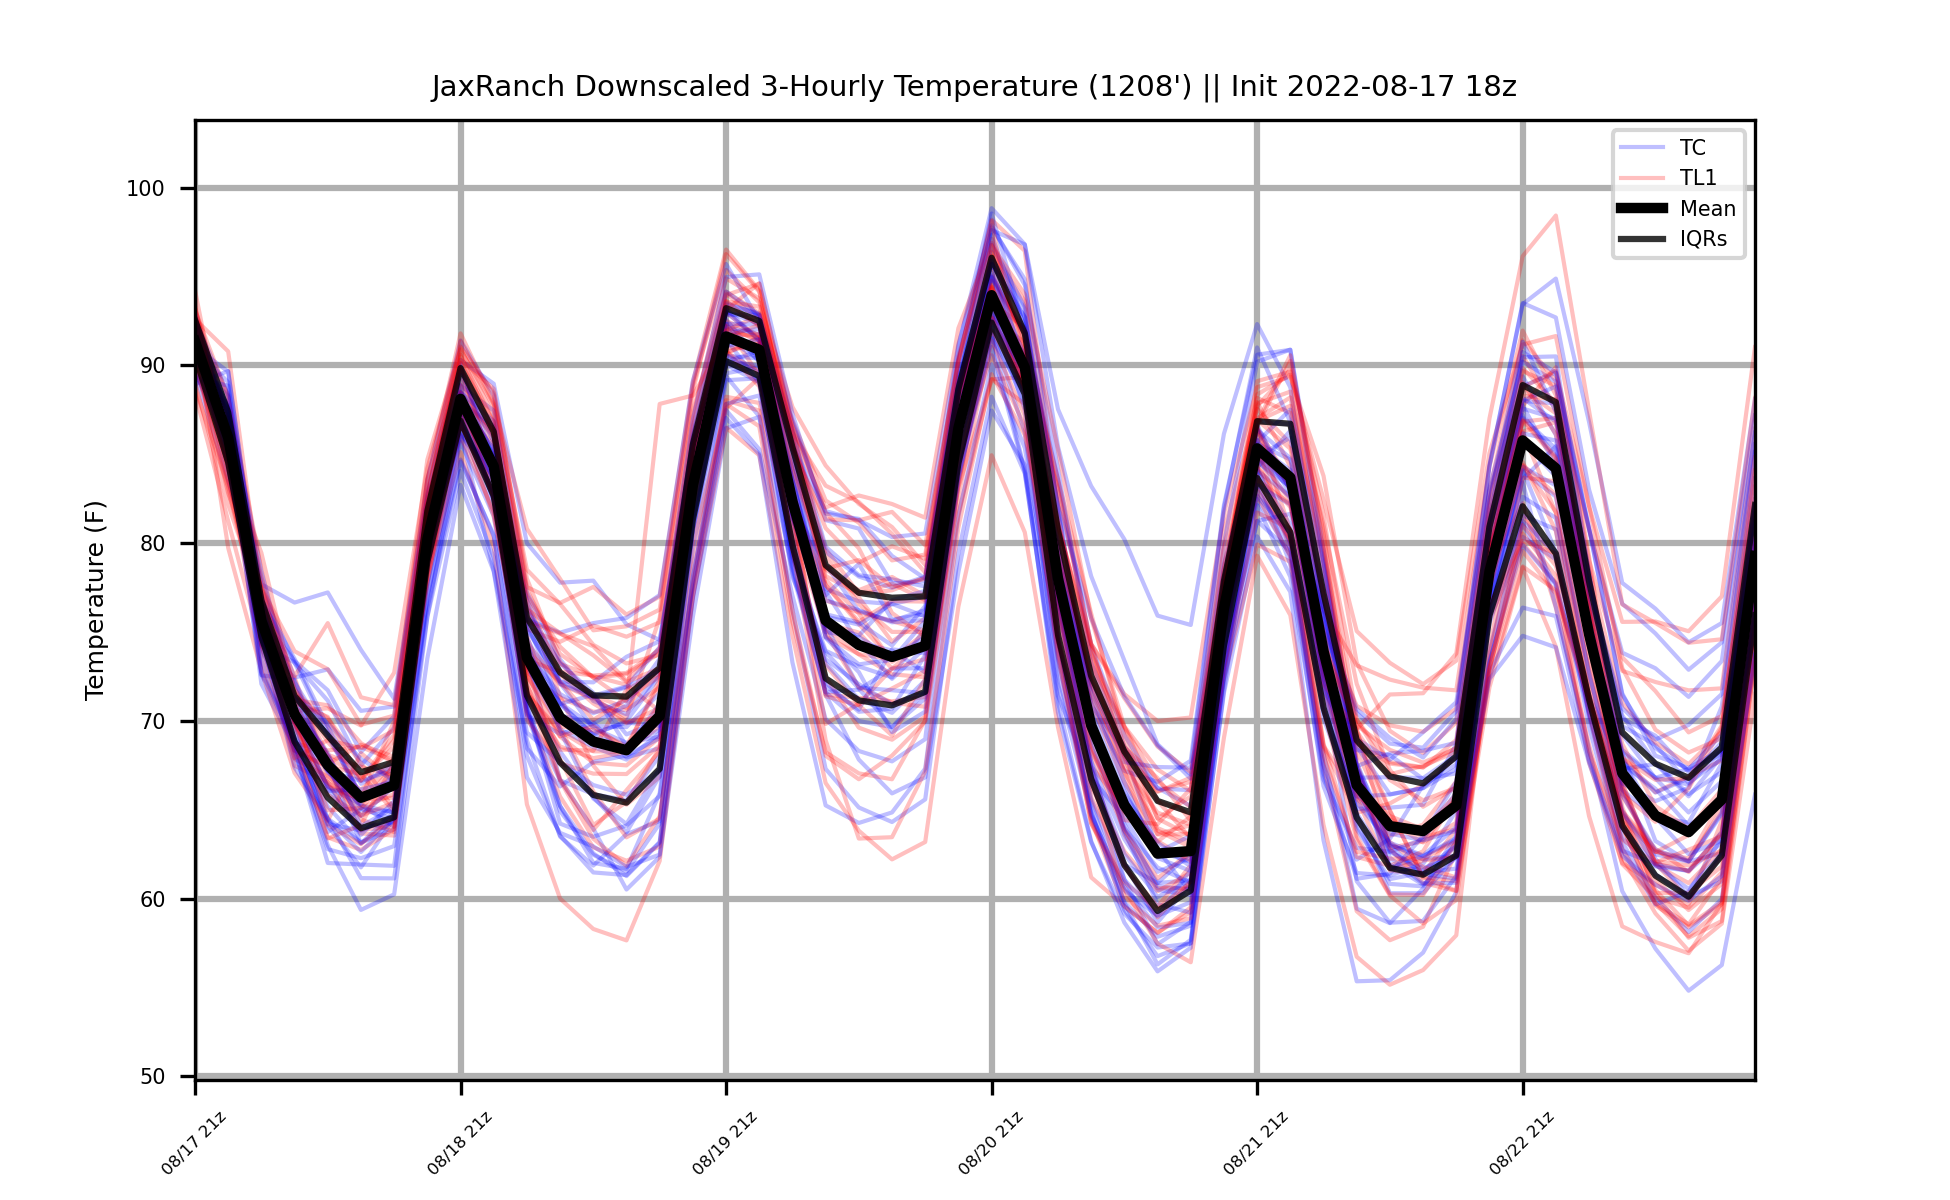 JaxRanch Downscaled 3-Hourly Temperature (1208') || Init 2022-08-17 18z
TC
TL1
Mean
IQRs
Temperature (F)
100
90
80
70
60
50
08/17 21z
08/18 21z
08/19 21z
08/20 21z
08/21 21z
08/22 21z